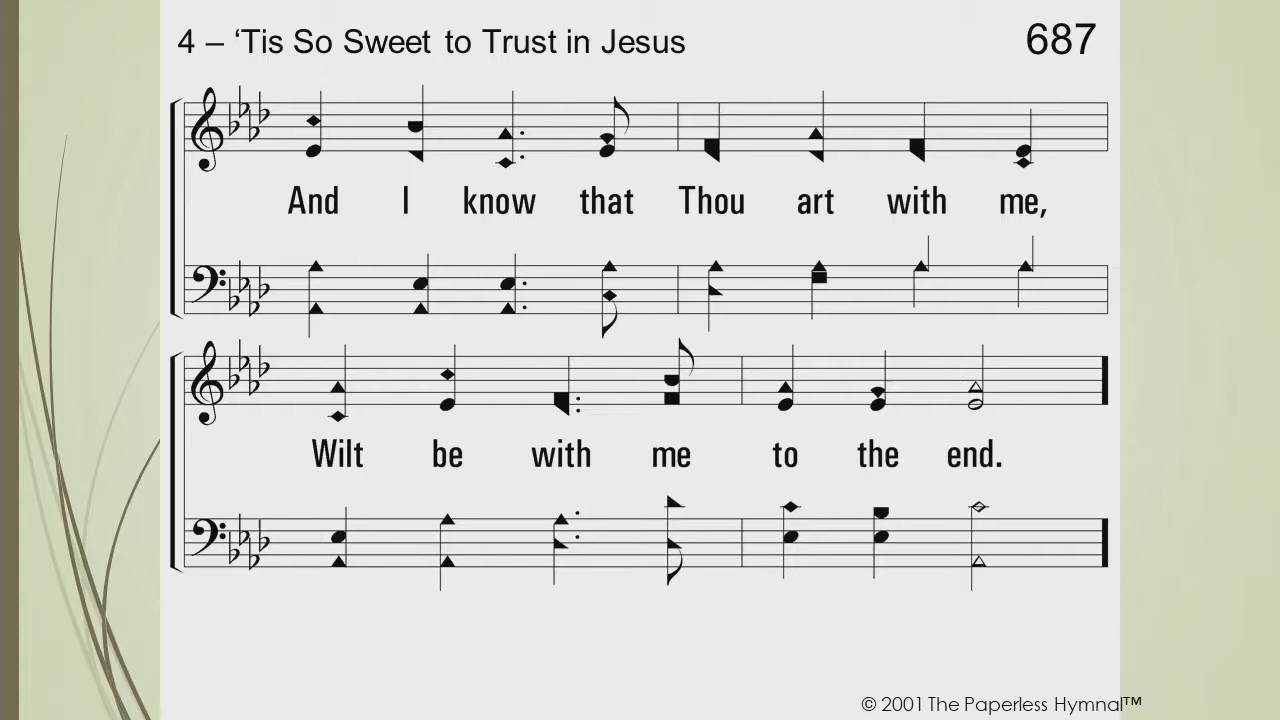 4 – ‘Tis So Sweet to Trust in Jesus 687
And I know that Thou art with me,
Wilt be with me to the end.
© 2001 The Paperless Hymnal™